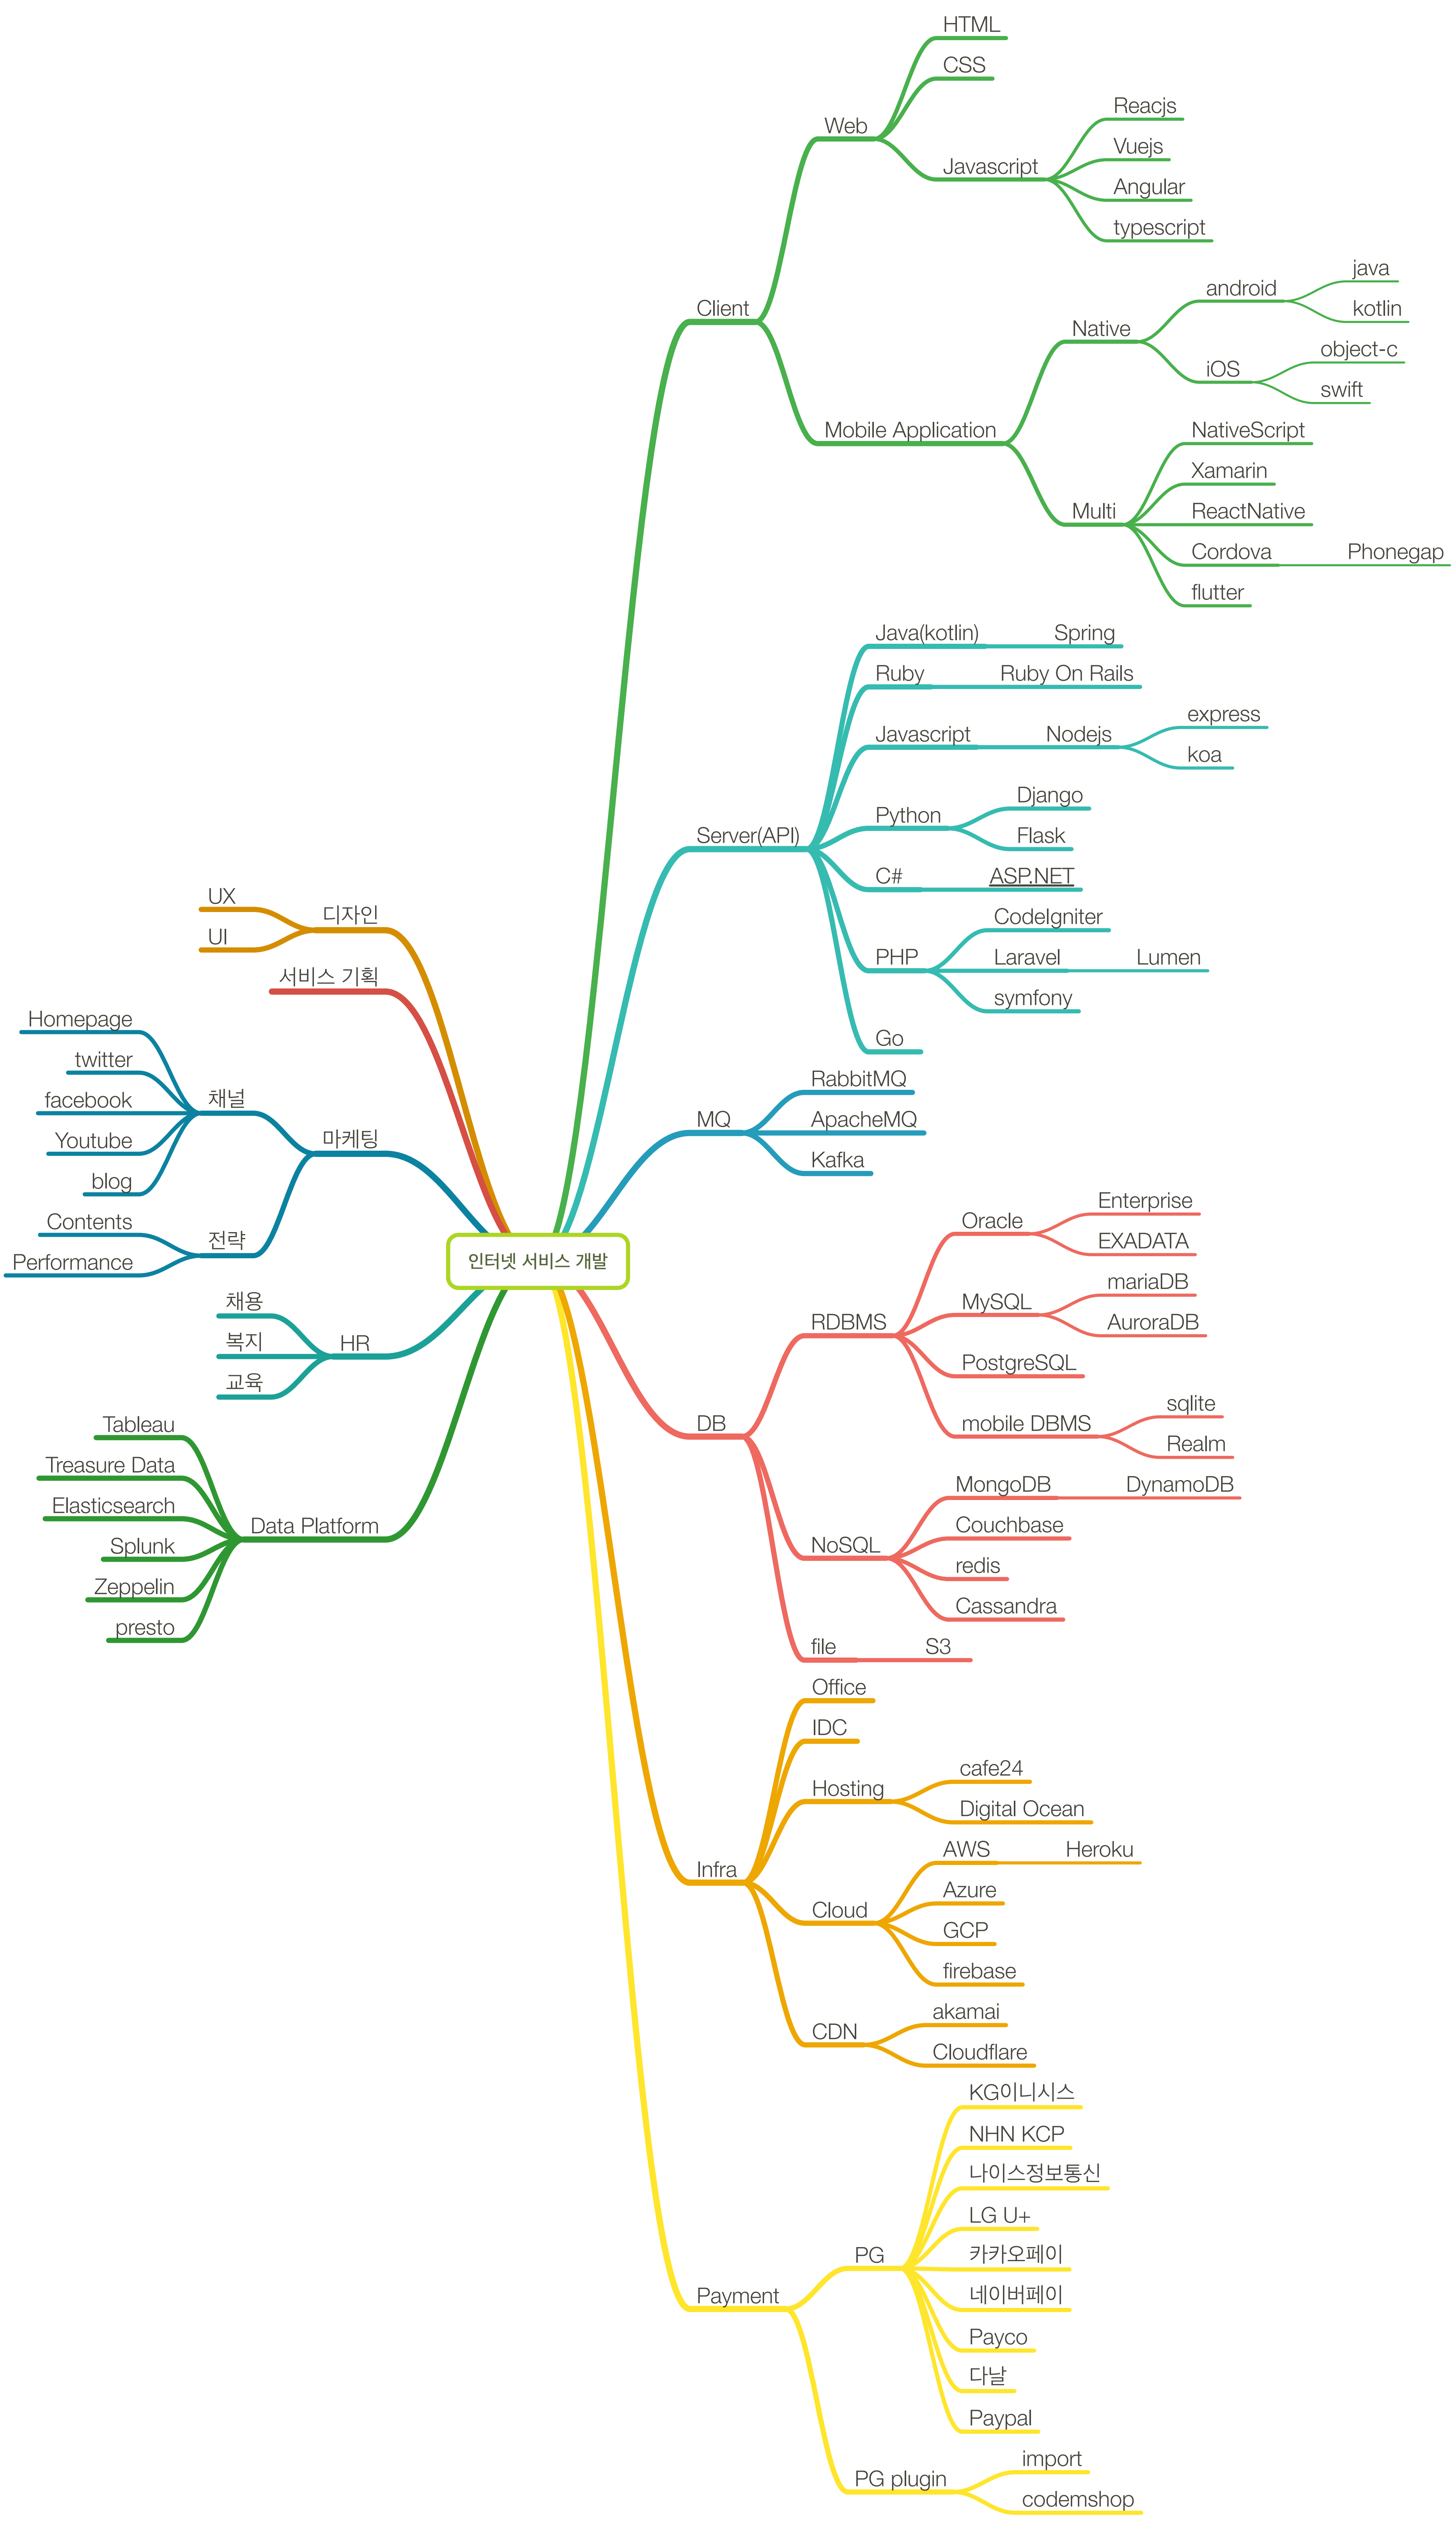 인터넷 서비스 개발
Client
Web
HTML
CSS
Javascript
Reacjs
Vuejs
Angular
typescript
Mobile Application
Native
android
java
kotlin
iOS
object-c
swift
Multi
NativeScript
Xamarin
ReactNative
Cordova
Phonegap
flutter
Server(API)
Java(kotlin)
Spring
Ruby
Ruby On Rails
Javascript
Nodejs
express
koa
Python
Django
Flask
C#
ASP.NET
PHP
CodeIgniter
Laravel
Lumen
symfony
Go
MQ
RabbitMQ
ApacheMQ
Kafka
DB
RDBMS
Oracle
Enterprise
EXADATA
MySQL
mariaDB
AuroraDB
PostgreSQL
mobile DBMS
sqlite
Realm
NoSQL
MongoDB
DynamoDB
Couchbase
redis
Cassandra
file
S3
Infra
Office
IDC
Hosting
cafe24
Digital Ocean
Cloud
AWS
Heroku
Azure
GCP
firebase
CDN
akamai
Cloudflare
Payment
PG
KG이니시스
NHN KCP
나이스정보통신
LG U+
카카오페이
네이버페이
Payco
다날
Paypal
PG plugin
import
codemshop
디자인
UX
UI
서비스 기획
마케팅
채널
Homepage
twitter
facebook
Youtube
blog
전략
Contents
Performance
HR
채용
복지
교육
Data Platform
Tableau
Treasure Data
Elasticsearch
Splunk
Zeppelin
presto